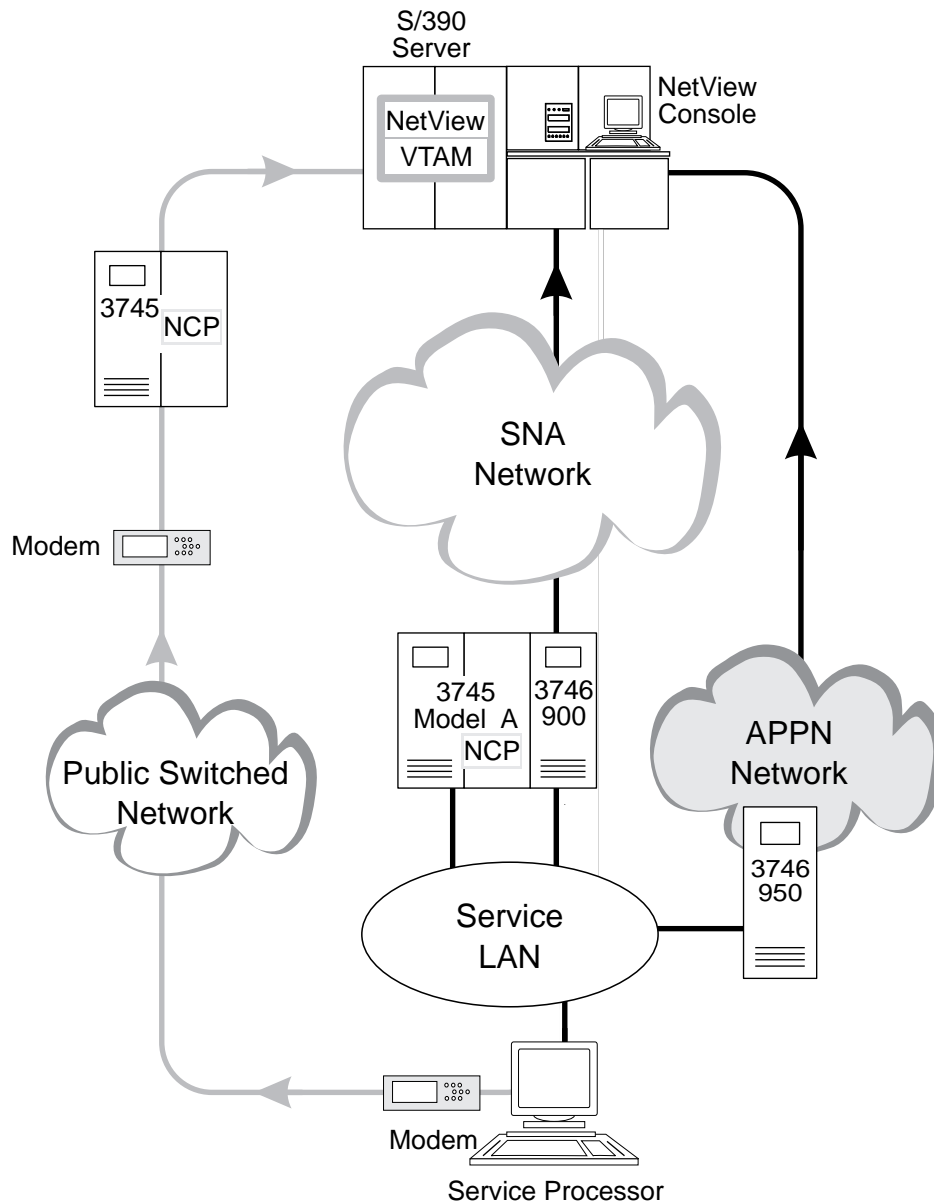 S/390
Server
NetView
VTAM
NetView
Console
3745
NCP
SNA
Network
Modem
3745
Model A
NCP
3746
900
APPN
Network
Public Switched
Network
3746
950
Service
LAN
Modem
Service Processor